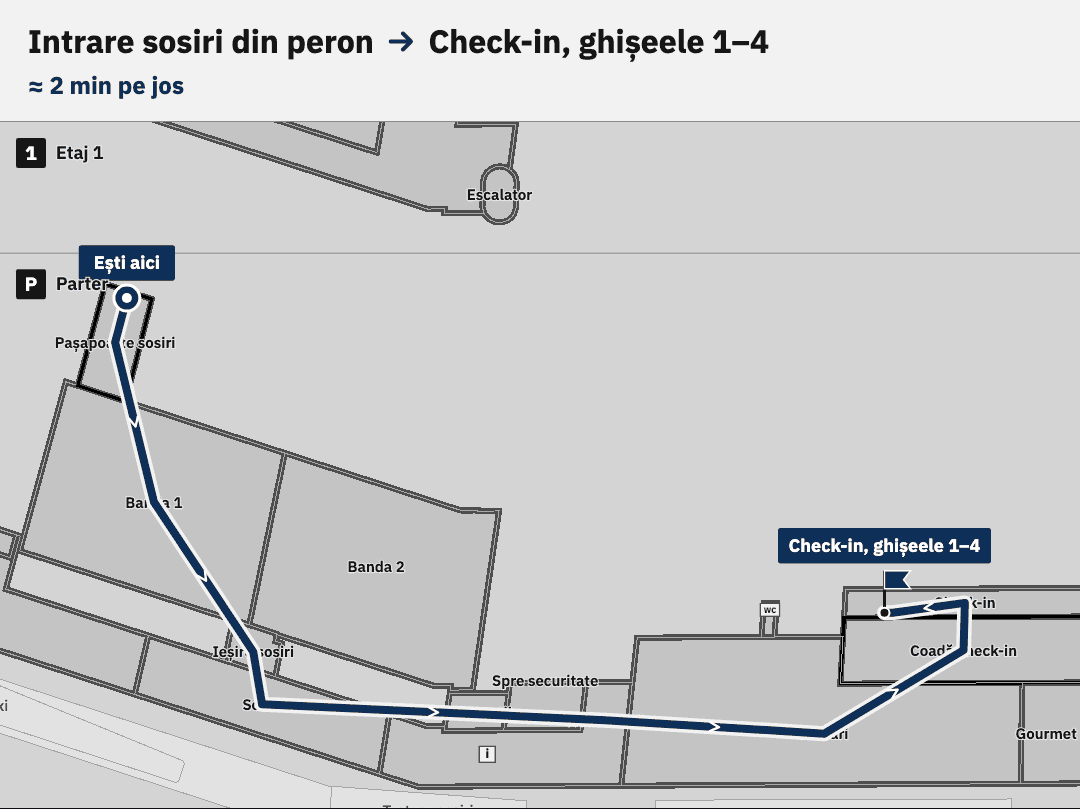 Intrare sosiri din peron → Check-in, ghișeele 1–4
≈ 2 min pe jos
1 Etaj 1
Escalator
Ești aici
P Parter
sosiri
Banda 2
Check-in, ghișeele 1–4
wc
Spre securitate
i
Gourmet